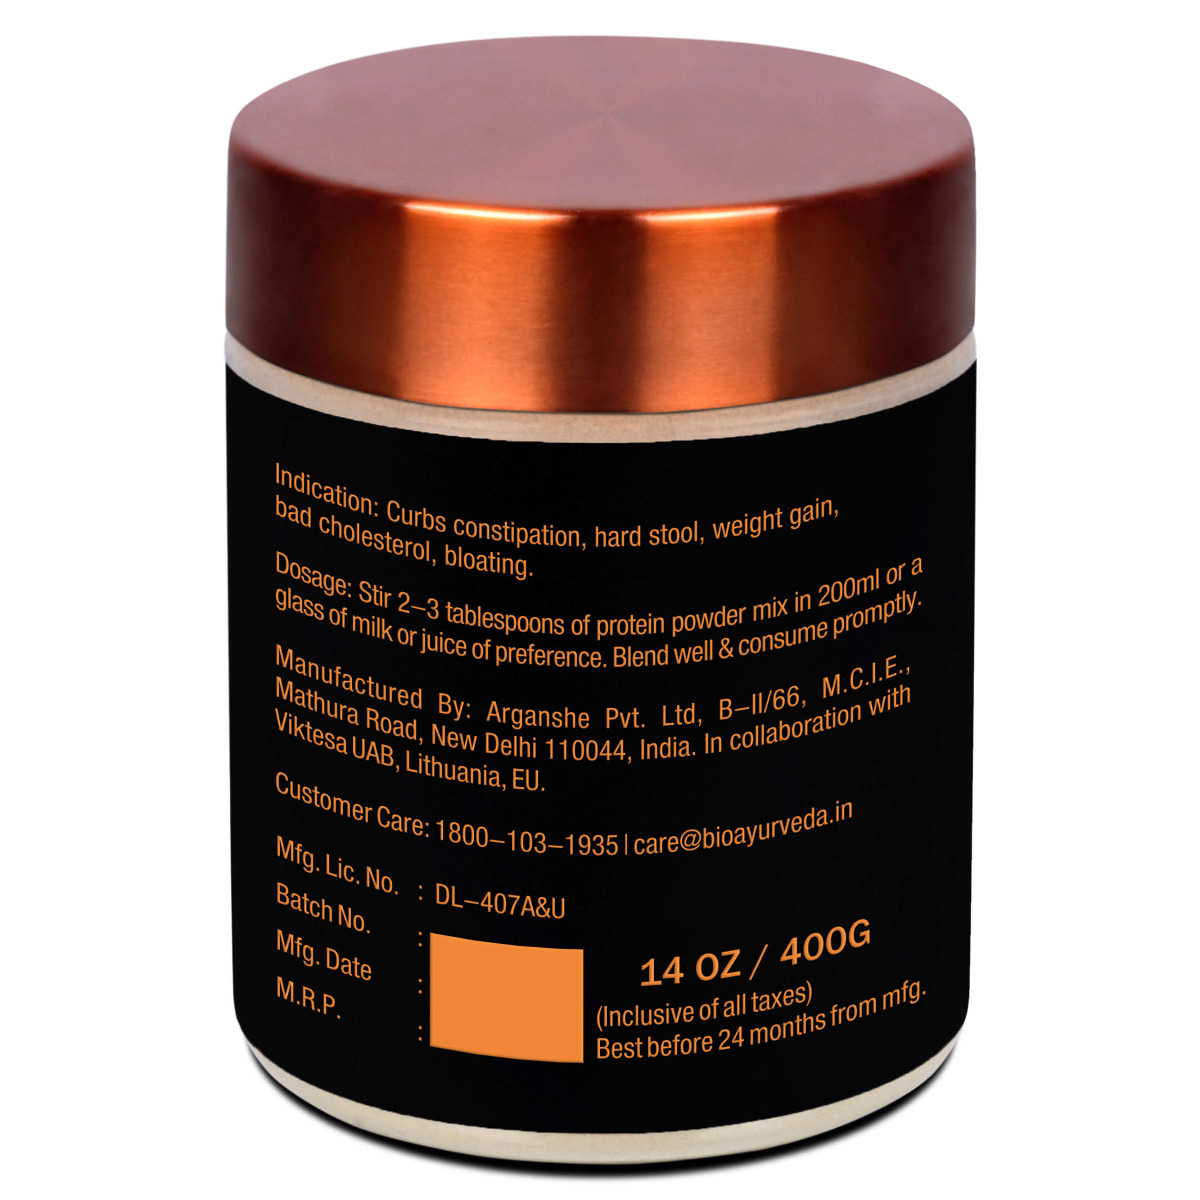 Indication: Curbs constipation, hard stool, weight gain,
bad cholesterol, bloating.
Dosage: Stir 2–3 tablespoons of protein powder mix in 200ml or a
glass of milk or juice of preference. Blend well & consume promptly.
Manufactured By: Arganshe Pvt. Ltd, B–II/66, M.C.I.E.,
Mathura Road, New Delhi 110044, India. In collaboration with
Viktesa UAB, Lithuania, EU.
Customer Care: 1800–103–1935 | care@bioayurveda.in
Mfg. Lic. No. : DL–407A&U
Batch No. :
Mfg. Date :
M.R.P. :
14 OZ / 400G
(Inclusive of all taxes)
Best before 24 months from mfg.